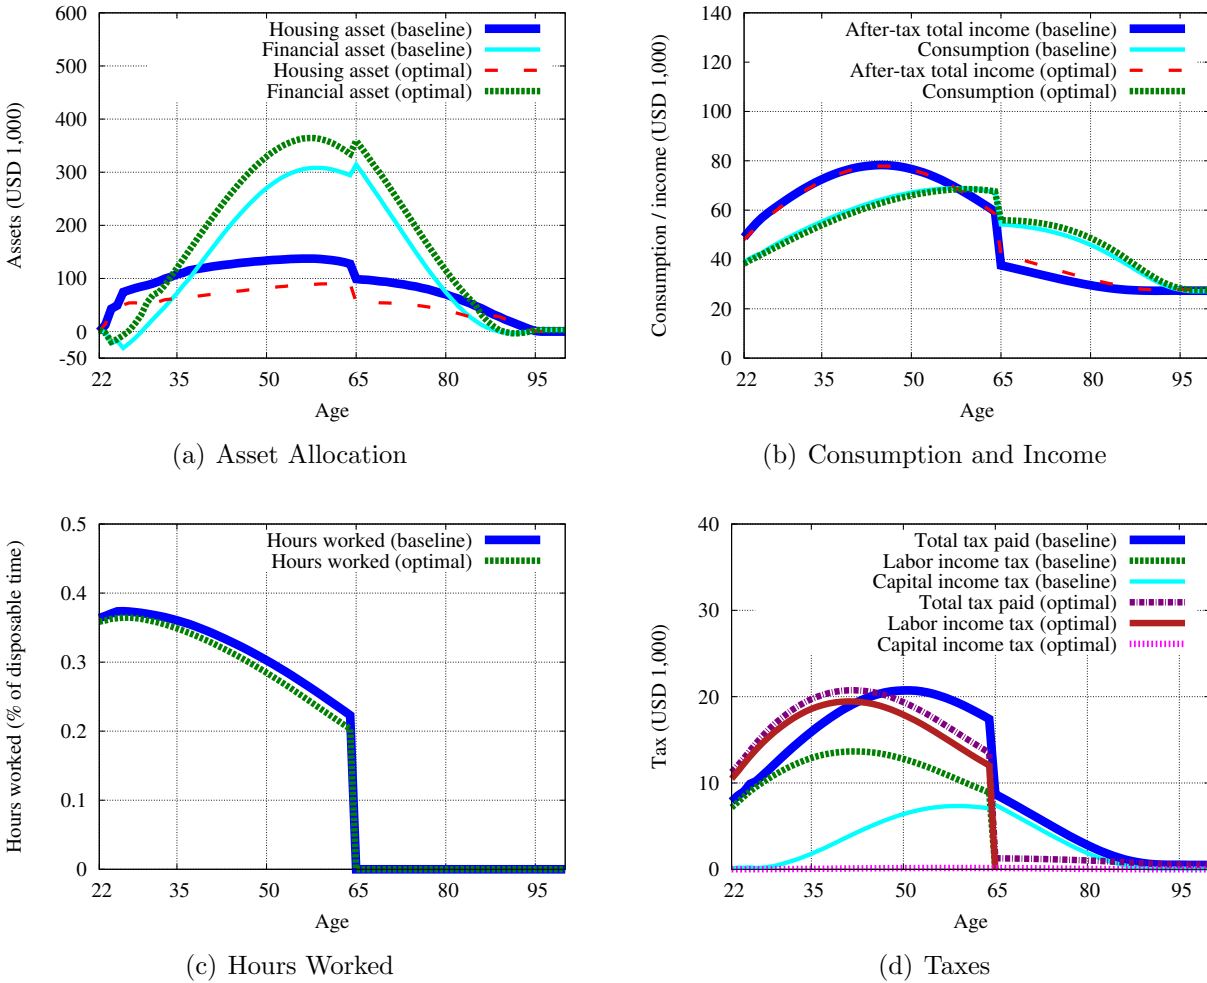 600
500
400
300
200
100
0
-50
22 35 50 65 80 95
Age
Assets (USD 1,000)
Housing asset (baseline)
Financial asset (baseline)
Housing asset (optimal)
Financial asset (optimal)
(a) Asset Allocation
140
120
100
80
60
40
20
0
22 35 50 65 80 95
Age
Consumption / income (USD 1,000)
After-tax total income (baseline)
Consumption (baseline)
After-tax total income (optimal)
Consumption (optimal)
(b) Consumption and Income
0.5
0.4
0.3
0.2
0.1
0
22 35 50 65 80 95
Age
Hours worked (% of disposable time)
Hours worked (baseline)
Hours worked (optimal)
(c) Hours Worked
40
30
20
10
0
22 35 50 65 80 95
Age
Tax (USD 1,000)
Total tax paid (baseline)
Labor income tax (baseline)
Capital income tax (baseline)
Total tax paid (optimal)
Labor income tax (optimal)
Capital income tax (optimal)
(d) Taxes